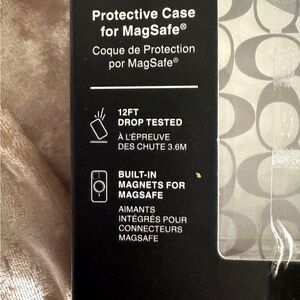 Protective Case
for MagSafe®
Coque de Protection
por MagSafe®
12FT
DROP TESTED
À L'ÉPREUVE
DES CHUTE 3.6M
BUILT-IN
MAGNETS FOR
MAGSAFE
AIMANTS
INTÉGRÉS POUR
CONNECTEURS
MAGSAFE